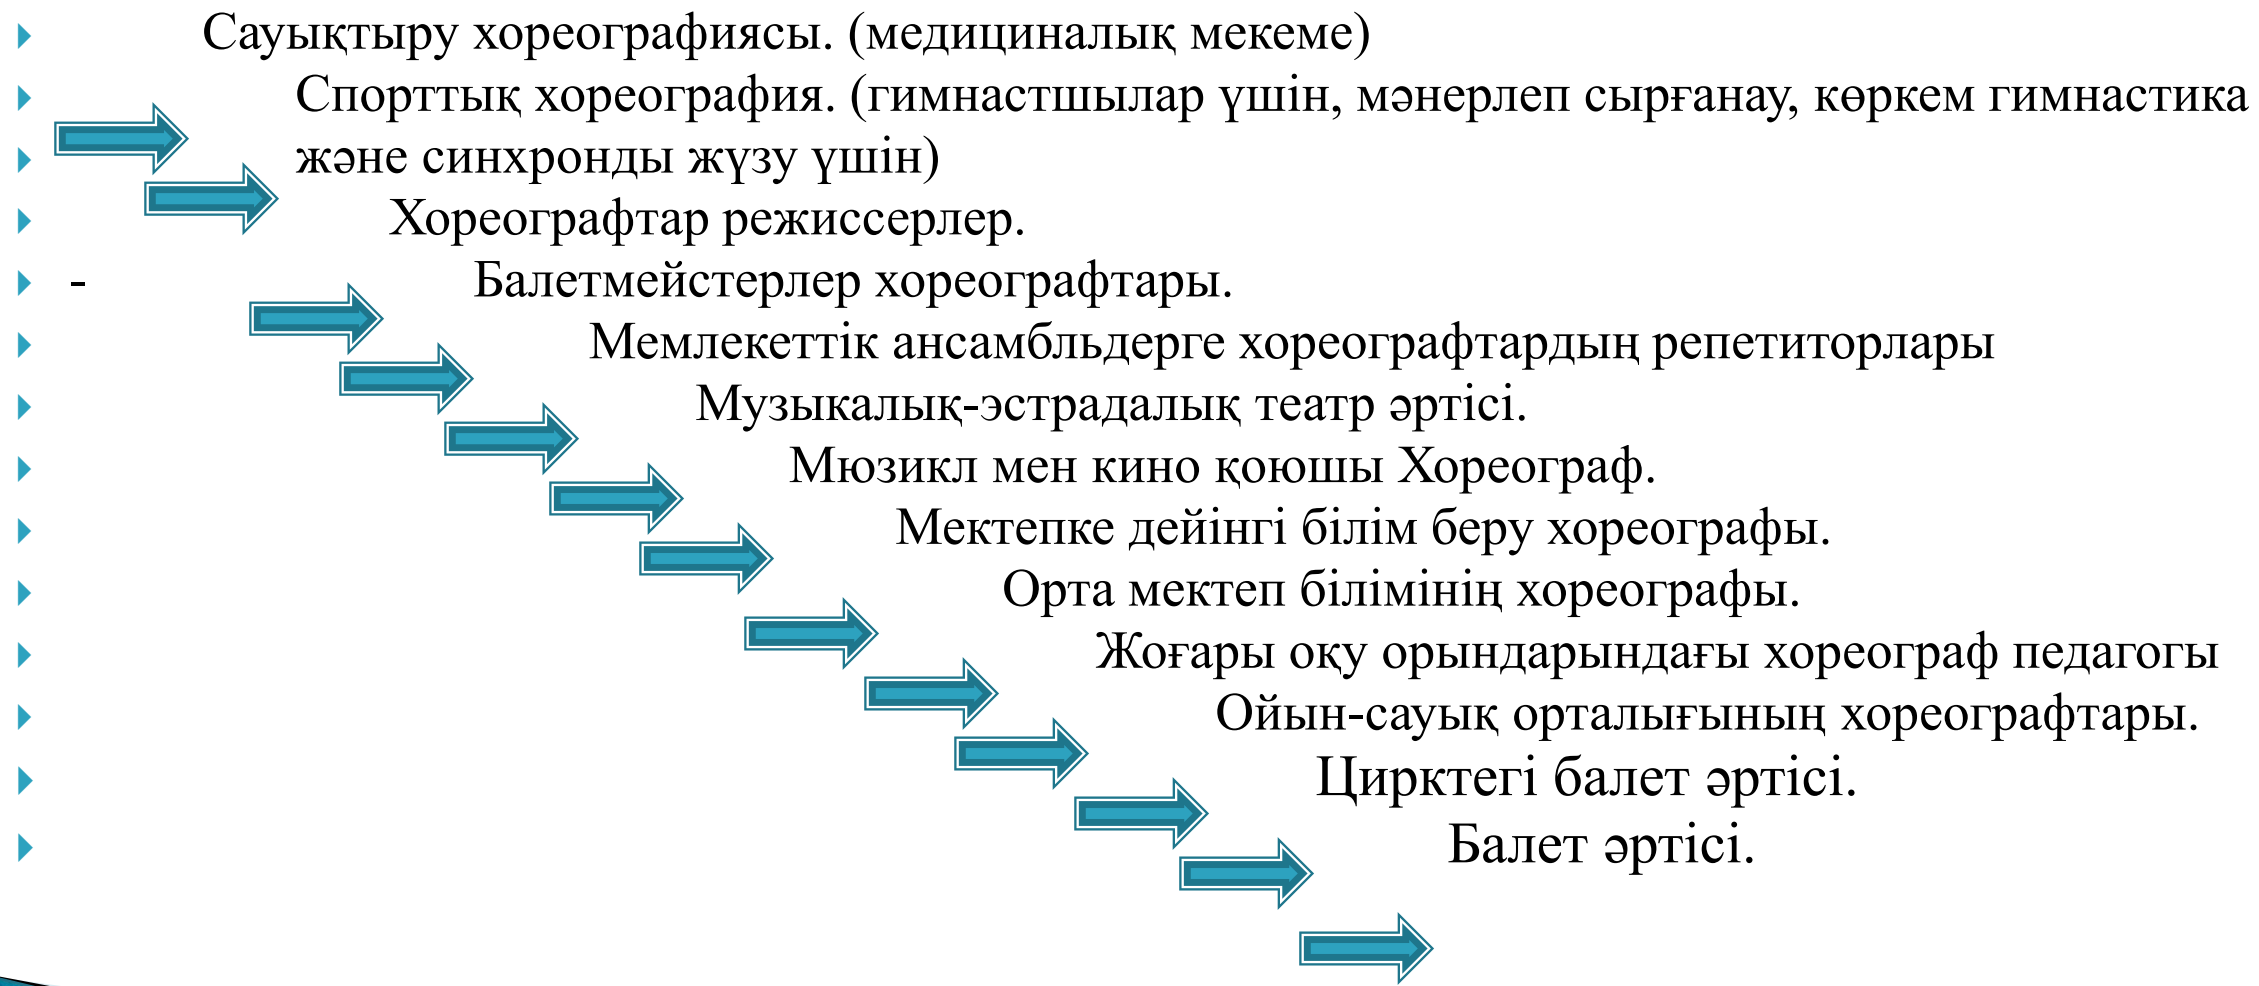 Сауықтыру хореографиясы. (медициналық мекеме)
Спорттық хореография. (гимнастшылар үшін, мәнерлеп сырғанау, көркем гимнастика
және синхронды жүзу үшін)
Хореографтар режиссерлер.
- Балетмейстерлер хореографтары.
Мемлекеттік ансамбльдерге хореографтардың репетиторлары
Музыкалық-эстрадалық театр әртісі.
Мюзикл мен кино қоюшы Хореограф.
Мектепке дейінгі білім беру хореографы.
Орта мектеп білімінің хореографы.
Жоғары оқу орындарындағы хореограф педагогы
Ойын-сауық орталығының хореографтары.
Цирктегі балет әртісі.
Балет әртісі.